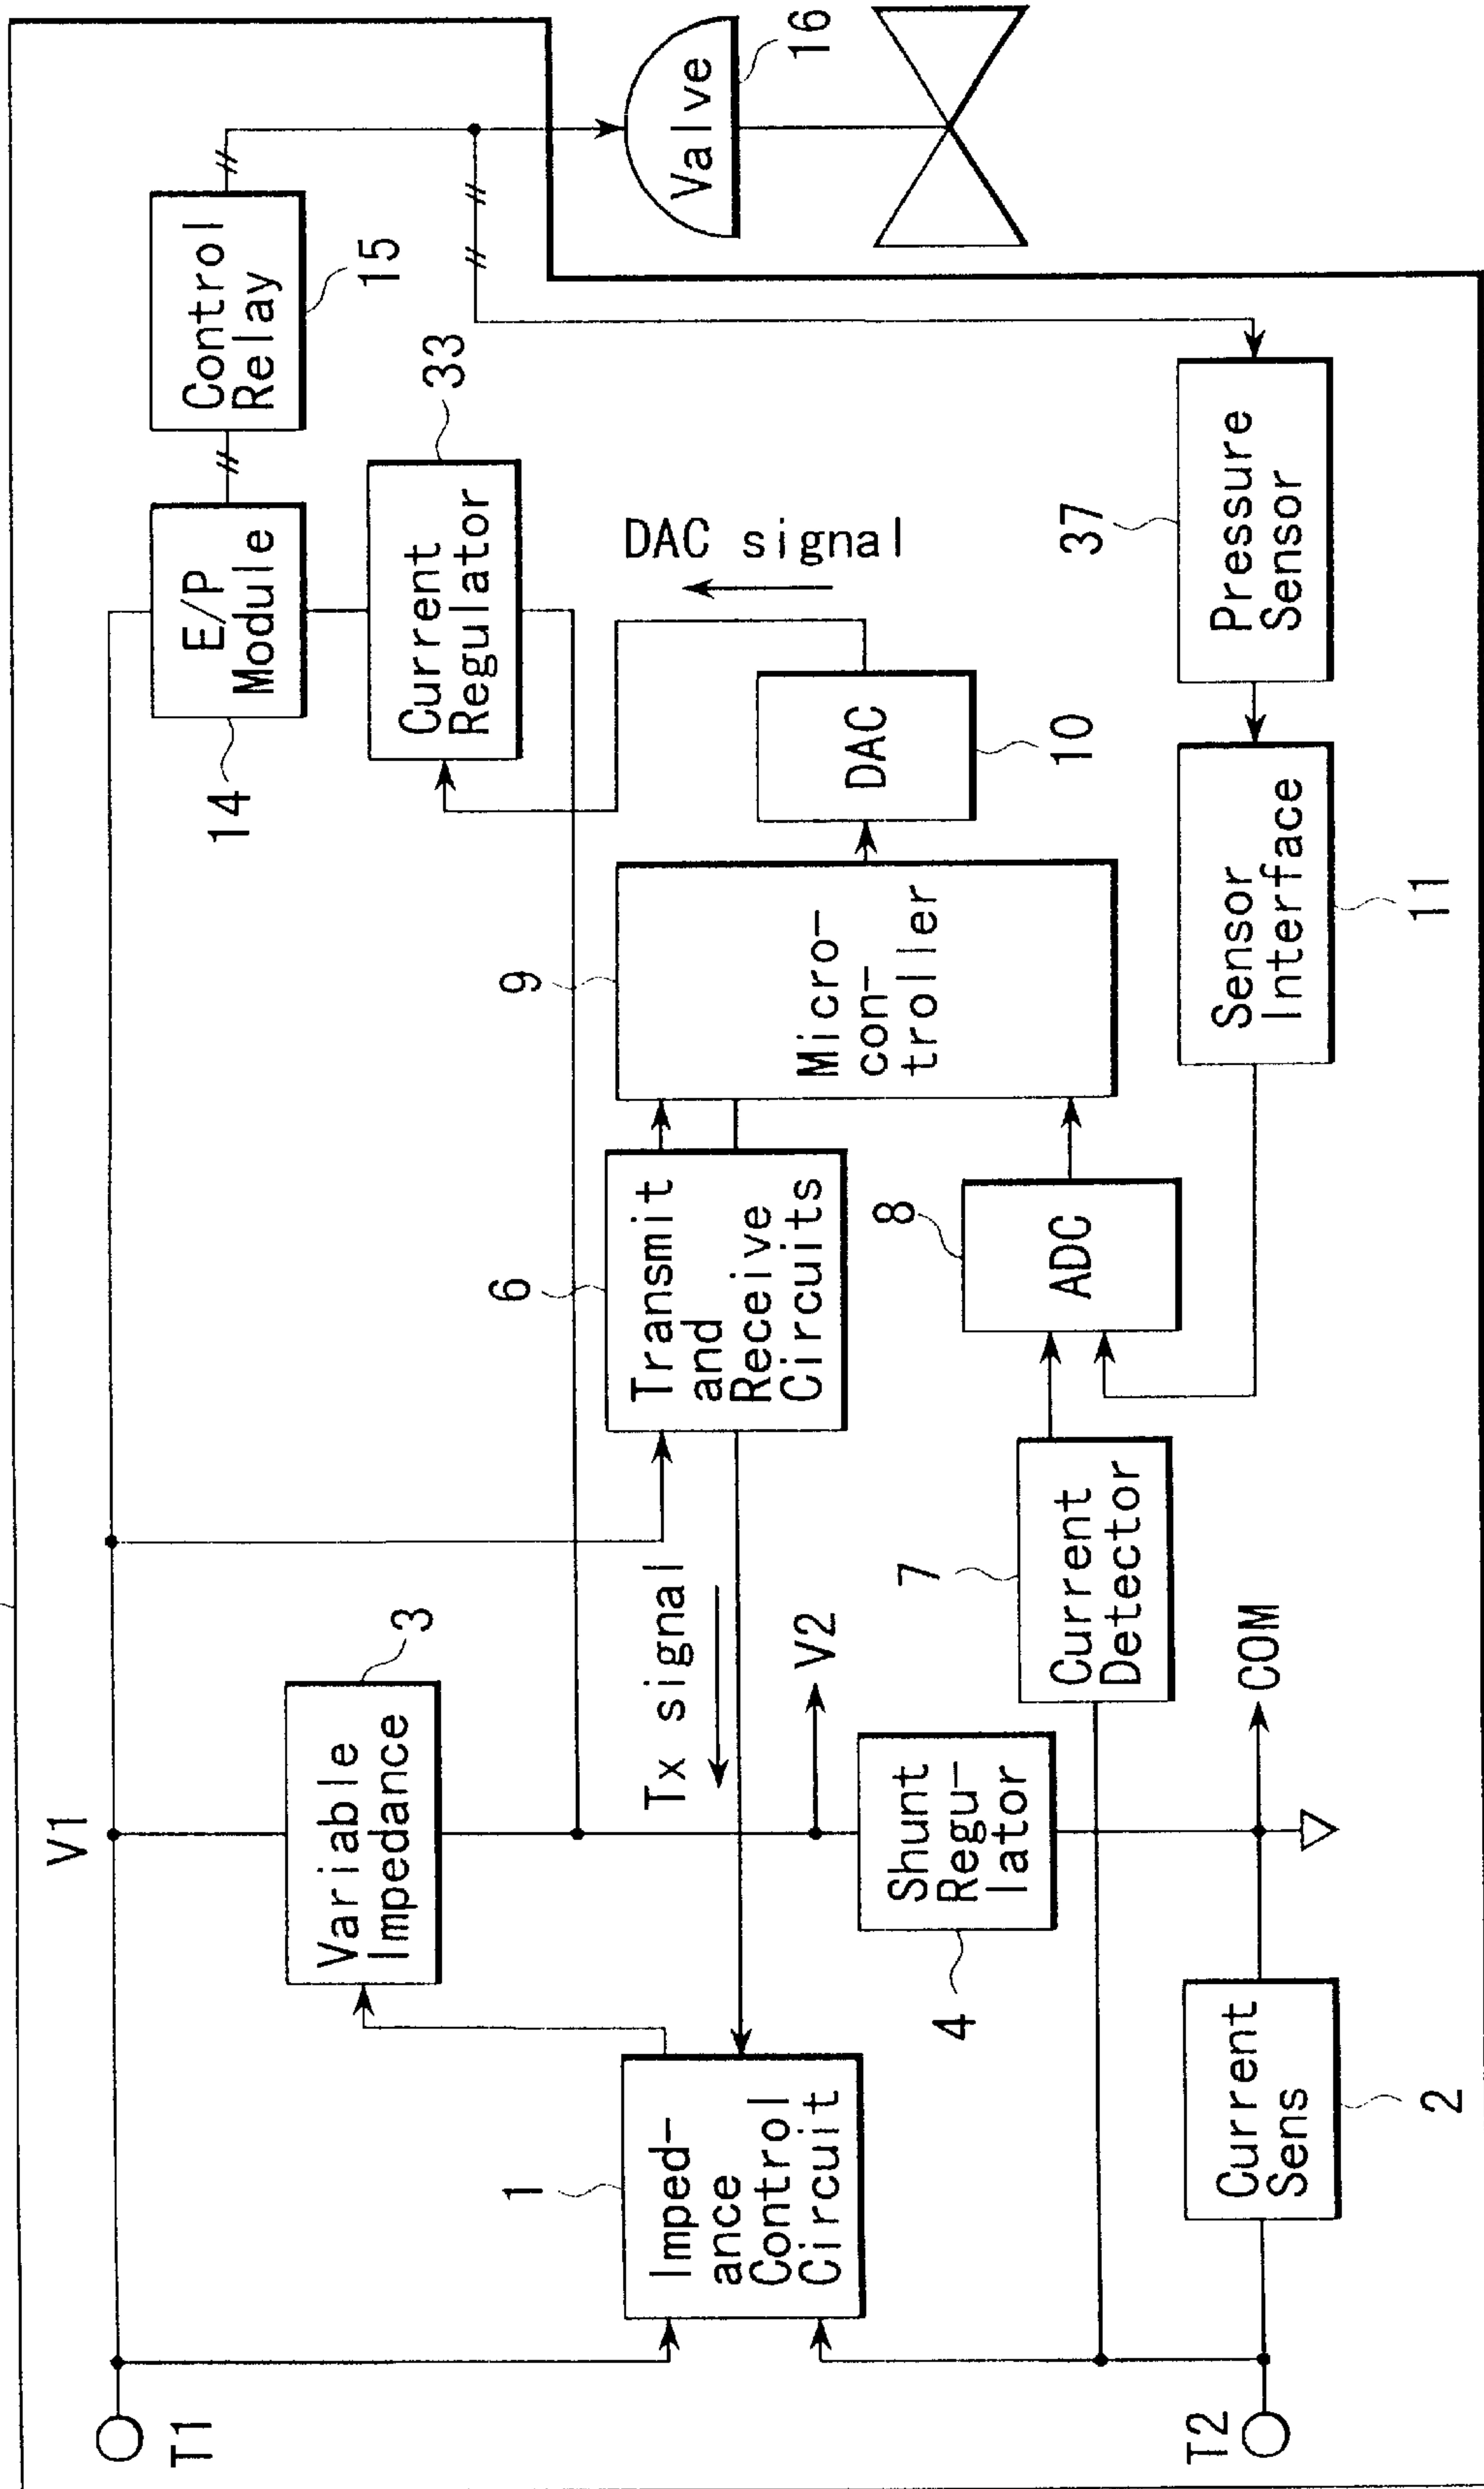 V1
T1
T2
1
Imped-
ance
Control
Circuit
Variable
Impedance
3
Tx signal
V2
Shunt
Regu-
lator
4
Current
Sens
2
COM
7
Current
Detector
6
Transmit
and
Receive
Circuits
8
ADC
9
Micro-
con-
troller
DAC
10
DAC signal
Sensor
Interface
11
37
Pressure
Sensor
E/P
Module
14
Current
Regulator
33
Control
Relay
15
Valve
16